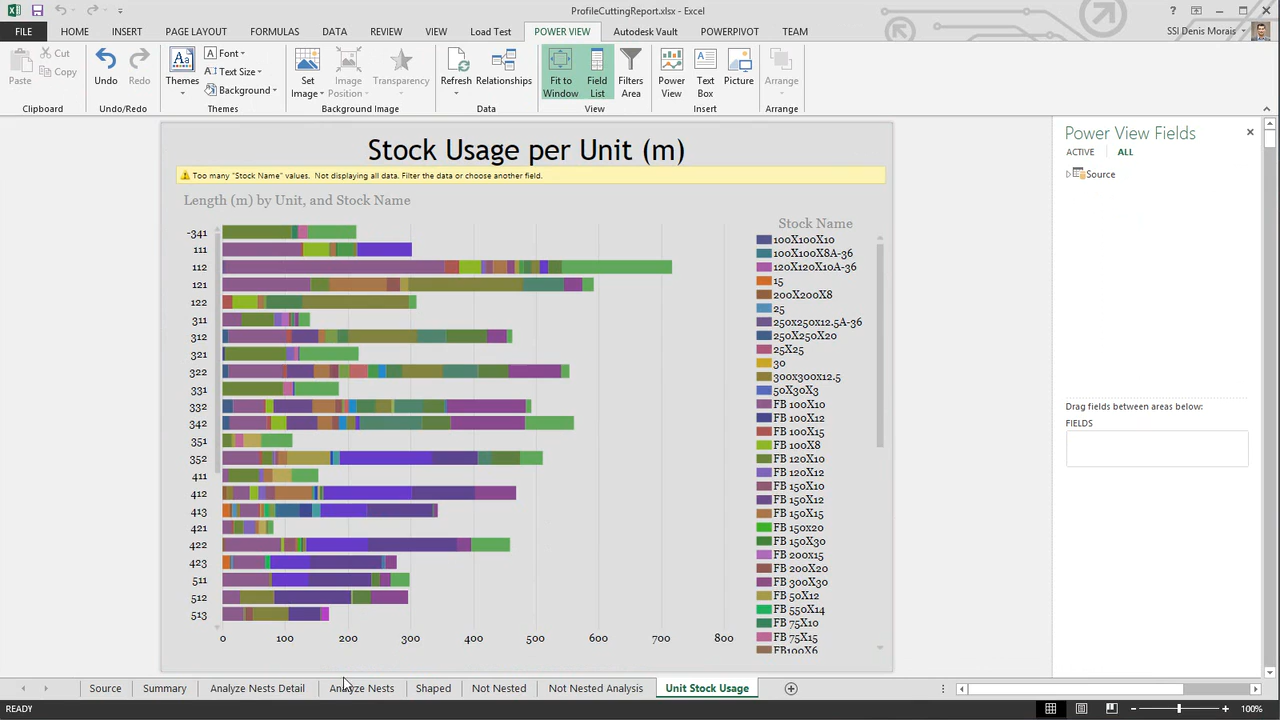 ProfileCuttingReport.xlsx - Excel
FILE HOME INSERT PAGE LAYOUT FORMULAS DATA REVIEW VIEW Load Test POWER VIEW Autodesk Vault POWERPIVOT TEAM SSI Denis Morais
Paste Cut Copy
Undo Redo
Themes Font Text Size Background
Set Image Image Position Transparency
Refresh Relationships
Fit to Window Field List Filters Area
Power View Text Box Picture
Arrange
Clipboard Undo/Redo Themes Background Image Data View Insert Arrange
Stock Usage per Unit (m)
Too many "Stock Name" values. Not displaying all data. Filter the data or choose another field.
Length (m) by Unit, and Stock Name
-341
111
112
121
122
311
312
321
322
331
332
342
351
352
411
412
413
421
422
423
511
512
513
0 100 200 300 400 500 600 700 800
Stock Name
100X100X10
100X100X8A-36
120X120X10A-36
15
200X200X8
25
250x250x12.5A-36
250X250X20
25X25
30
300x300x12.5
50X30X3
FB 100X10
FB 100X12
FB 100X15
FB 100X8
FB 120X10
FB 120X12
FB 150X10
FB 150X12
FB 150X15
FB 150x20
FB 150X30
FB 200x15
FB 200X20
FB 300X30
FB 50X12
FB 550X14
FB 75X10
FB 75X15
FB100X6
Power View Fields
ACTIVE ALL
Source
Drag fields between areas below:
FIELDS
Source Summary Analyze Nests Detail Analyze Nests Shaped Not Nested Not Nested Analysis Unit Stock Usage
READY
100%